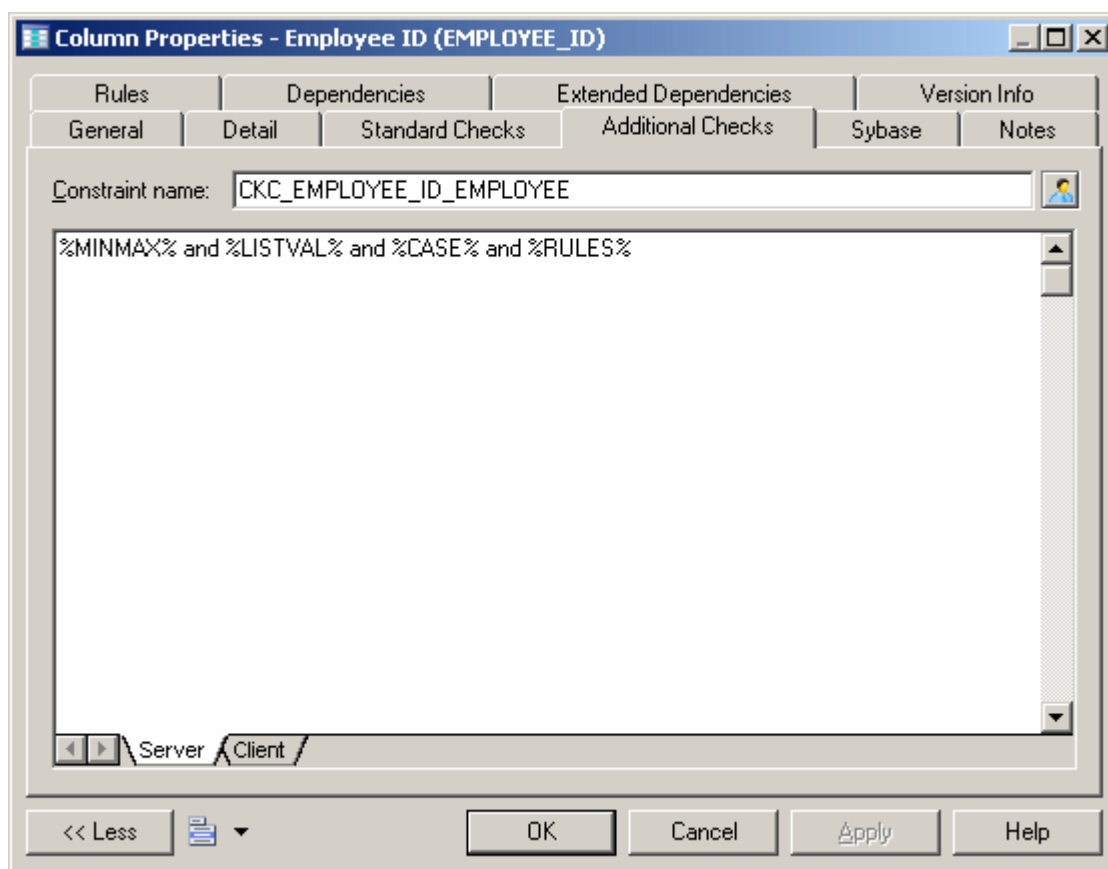 Column Properties - Employee ID (EMPLOYEE_ID)
Rules Dependencies Extended Dependencies Version Info
General Detail Standard Checks Additional Checks Sybase Notes
Constraint name: CKC_EMPLOYEE_ID_EMPLOYEE
%MINMAX% and %LISTVAL% and %CASE% and %RULES%
Server Client
<< Less OK Cancel Apply Help